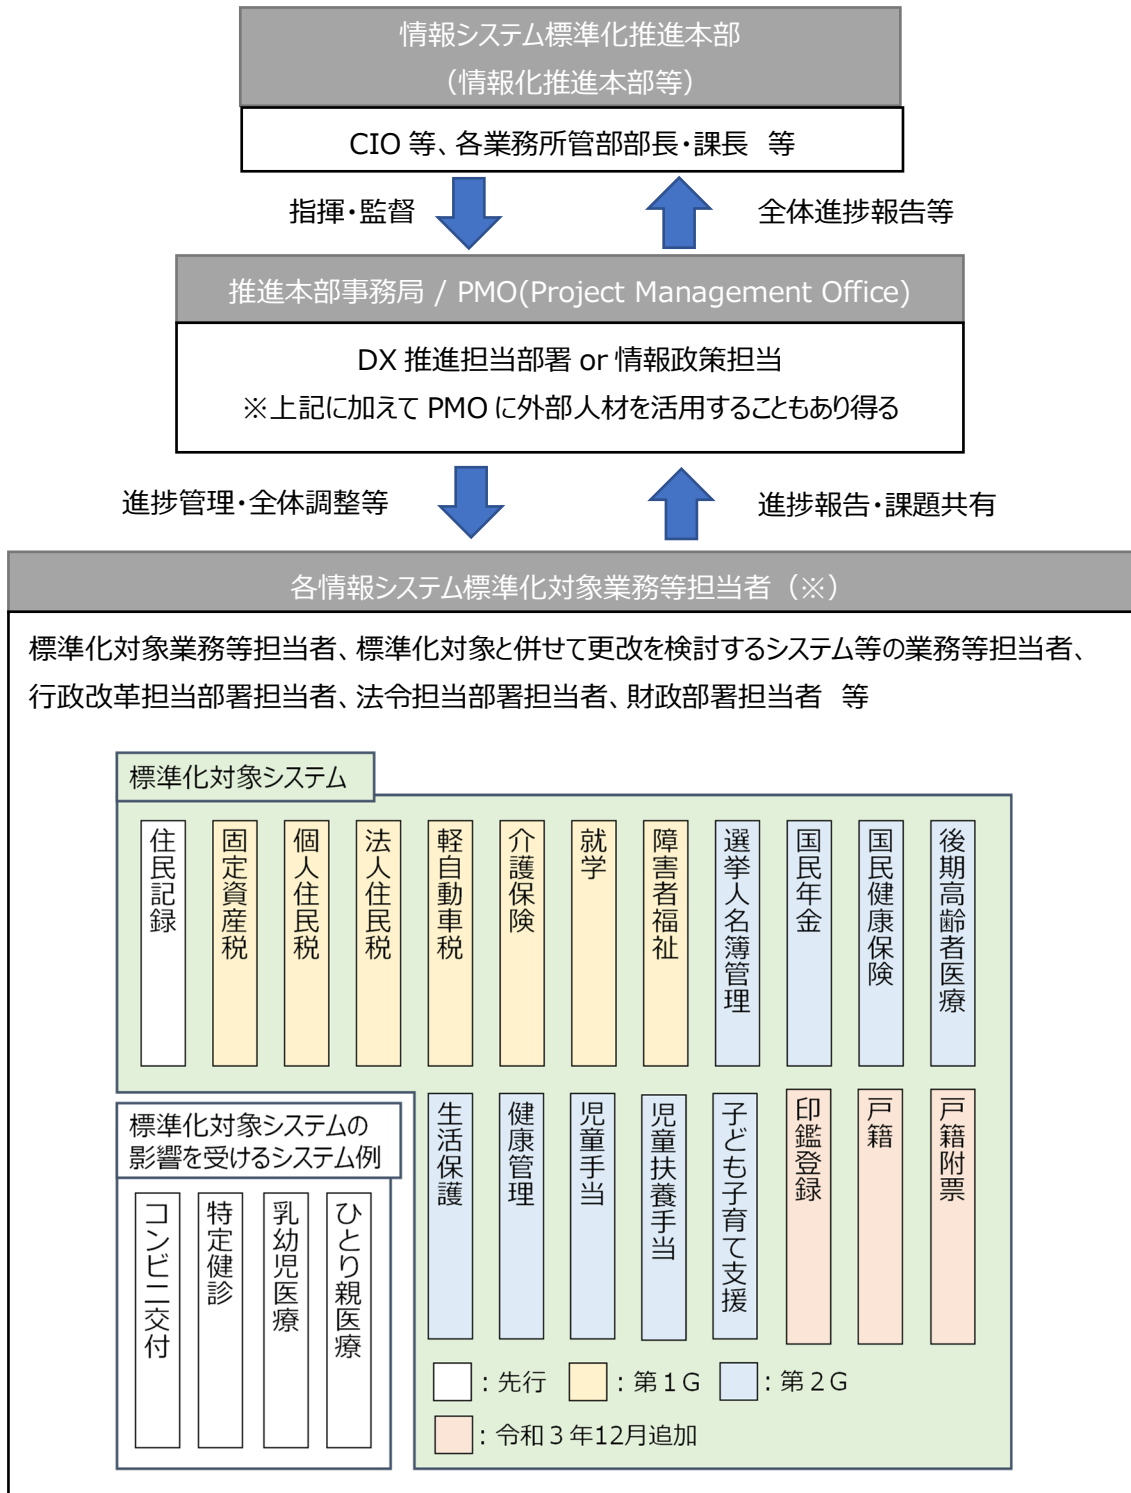 情報システム標準化推進本部
（情報化推進本部等）
CIO 等、各業務所管部部長・課長　等
指揮・監督
全体進捗報告等
推進本部事務局 / PMO(Project Management Office)
DX 推進担当部署 or 情報政策担当
※上記に加えて PMO に外部人材を活用することもあり得る
進捗管理・全体調整等
進捗報告・課題共有
各情報システム標準化対象業務等担当者（※）
標準化対象業務等担当者、標準化対象と併せて更改を検討するシステム等の業務等担当者、
行政改革担当部署担当者、法令担当部署担当者、財政部署担当者　等
標準化対象システム
住民記録
固定資産税
個人住民税
法人住民税
軽自動車税
介護保険
就学
障害者福祉
選挙人名簿管理
国民年金
国民健康保険
後期高齢者医療
生活保護
健康管理
児童手当
児童扶養手当
子ども子育て支援
印鑑登録
戸籍
戸籍附票
標準化対象システムの
影響を受けるシステム例
コンビニ交付
特定健診
乳幼児医療
ひとり親医療
：先行
：第１G
：第２G
：令和３年12月追加